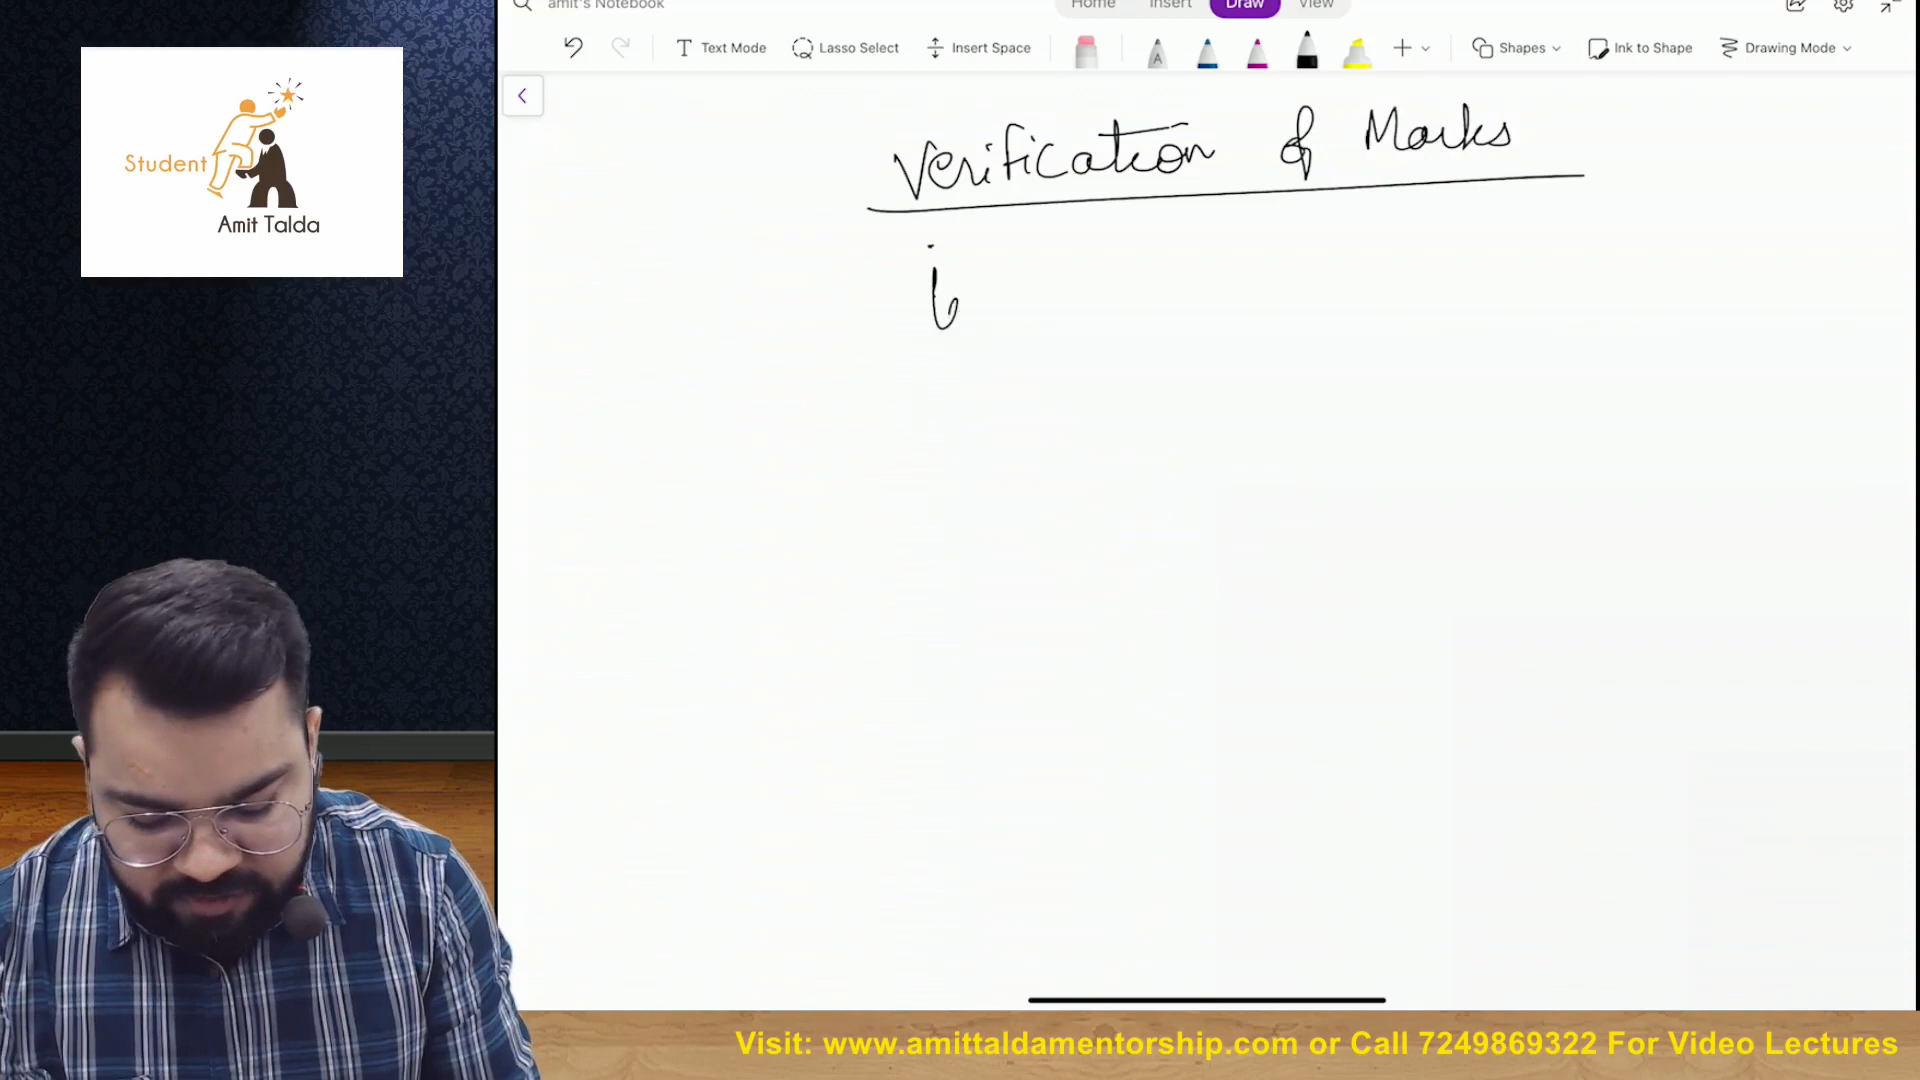 amit's Notebook
Home Insert Draw View
Text Mode Lasso Select Insert Space Shapes Ink to Shape Drawing Mode
Student
Amit Talda
Verification of Marks
i
Visit: www.amittaldamentorship.com or Call 7249869322 For Video Lectures